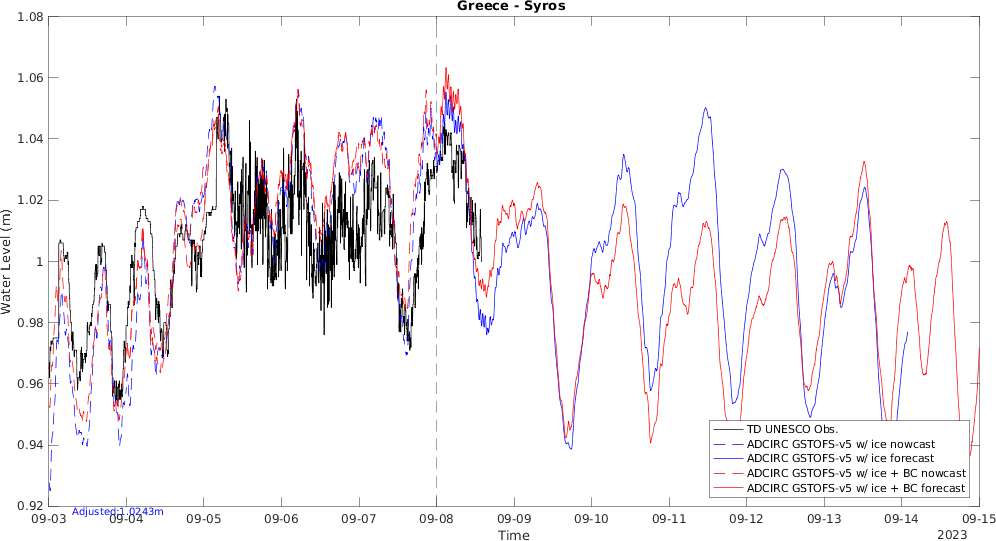 Greece - Syros
1.08
1.06
1.04
1.02
1
0.98
0.96
0.94
0.92
Water Level (m)
TD UNESCO Obs.
ADCIRC GSTOFS-v5 w/ ice nowcast
ADCIRC GSTOFS-v5 w/ ice forecast
ADCIRC GSTOFS-v5 w/ ice + BC nowcast
ADCIRC GSTOFS-v5 w/ ice + BC forecast
Adjusted:1.0243m
09-03 09-04 09-05 09-06 09-07 09-08 09-09 09-10 09-11 09-12 09-13 09-14 09-15
Time
2023